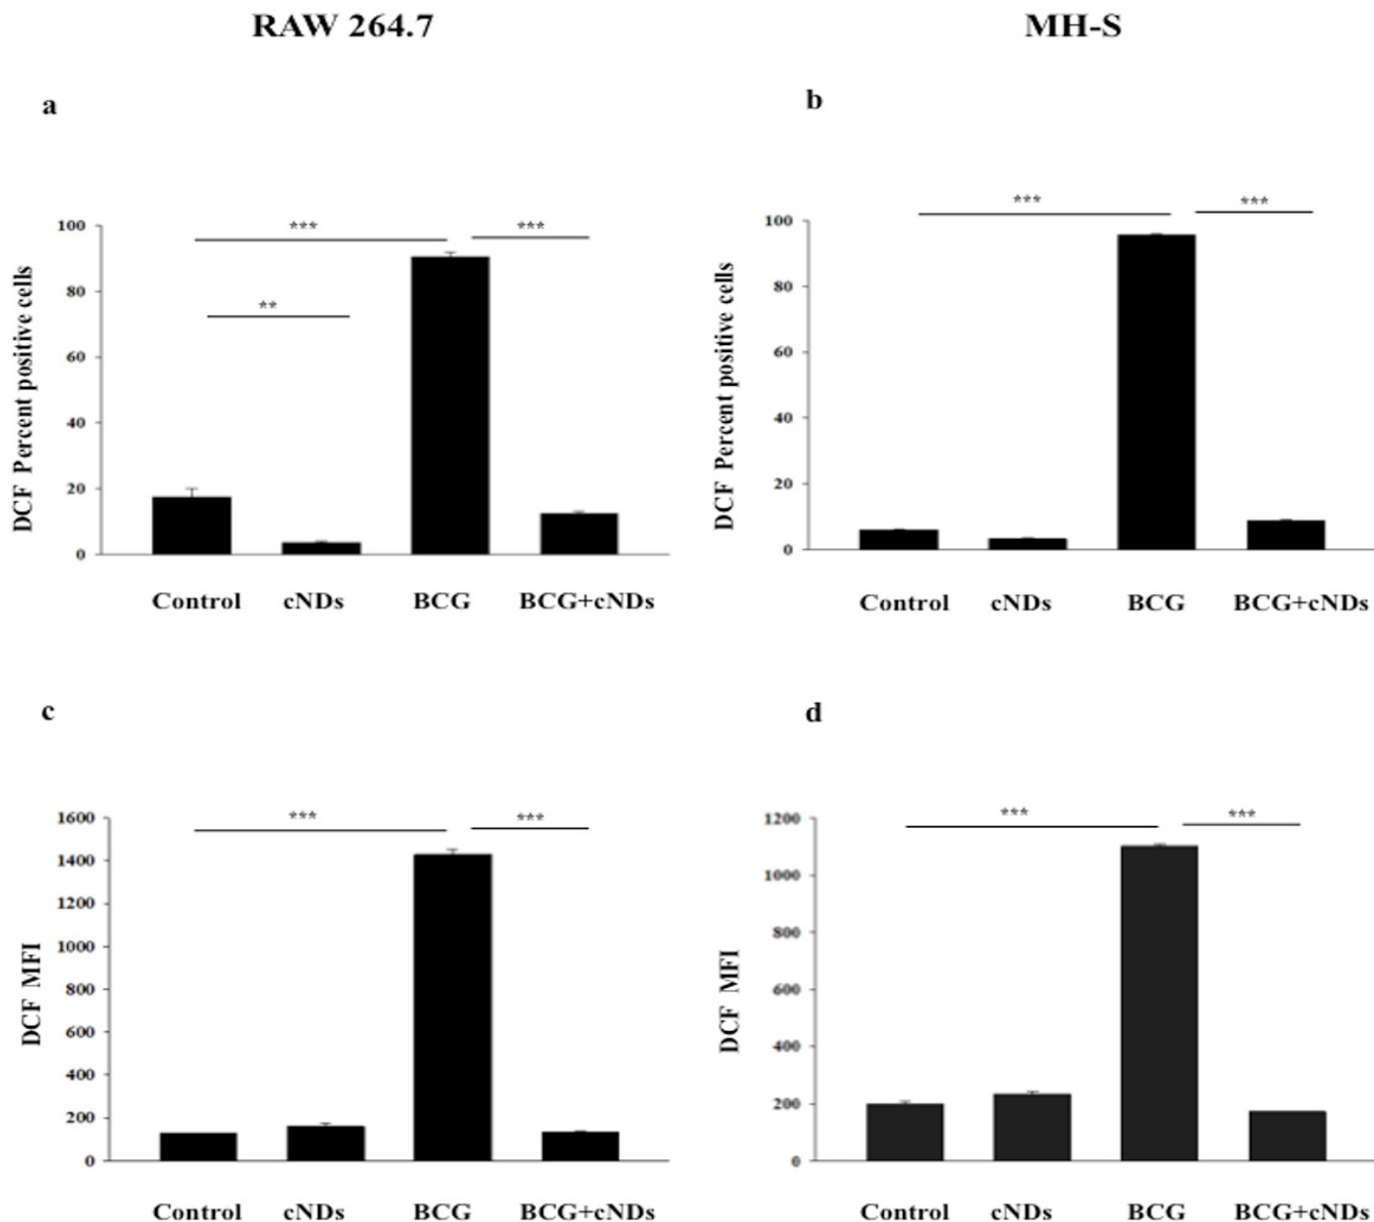 RAW 264.7
MH-S
a
b
***
***
**
100
80
60
40
20
0
DCF Percent positive cells
Control cNDs BCG BCG+cNDs
***
***
100
80
60
40
20
0
DCF Percent positive cells
Control cNDs BCG BCG+cNDs
c
d
***
***
1600
1400
1200
1000
800
600
400
200
0
DCF MFI
Control cNDs BCG BCG+cNDs
***
***
1200
1000
800
600
400
200
0
DCF MFI
Control cNDs BCG BCG+cNDs